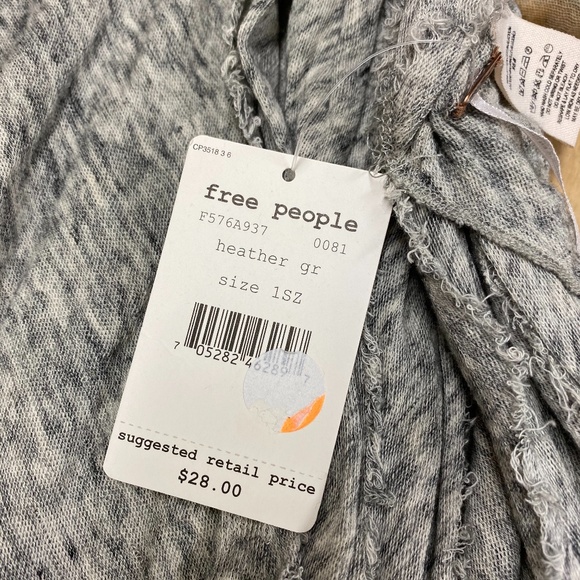 CP3518 3 6
free people
F576A937 0081
heather gr
size 1SZ
7 05282 46289 7
suggested retail price
$28.00